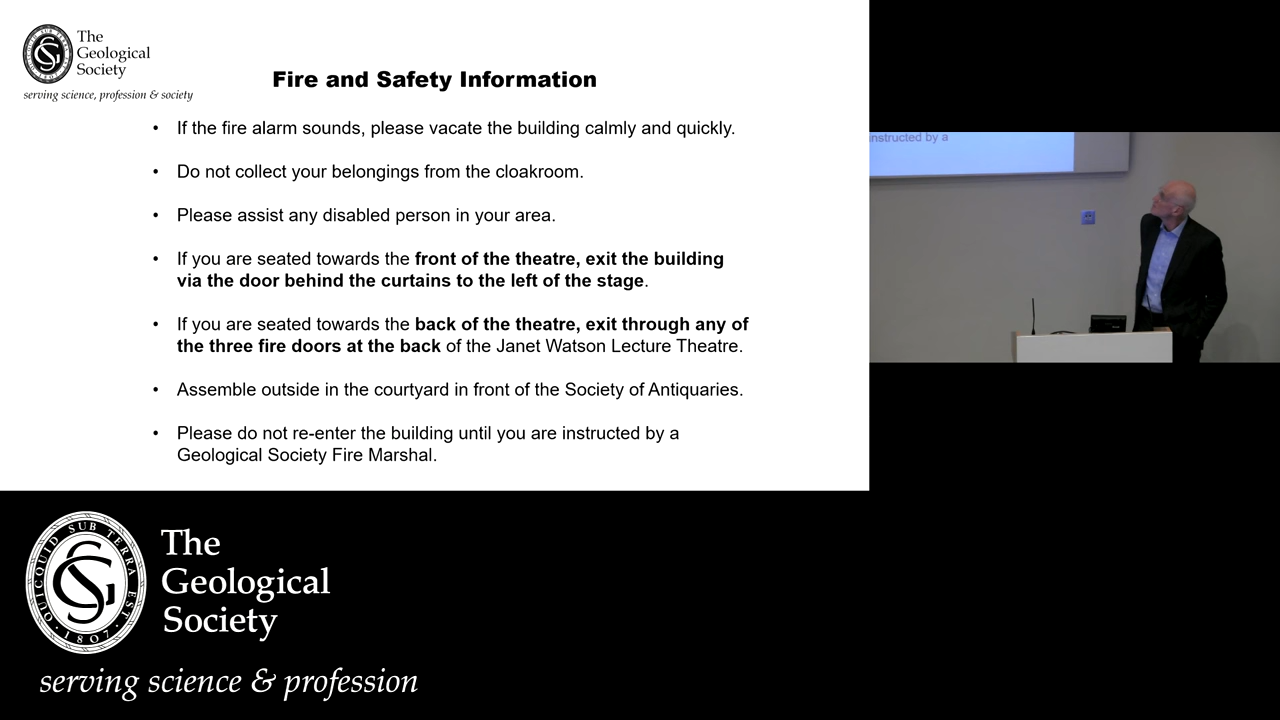 The
Geological
Society
serving science, profession & society
Fire and Safety Information
• If the fire alarm sounds, please vacate the building calmly and quickly.
• Do not collect your belongings from the cloakroom.
• Please assist any disabled person in your area.
• If you are seated towards the front of the theatre, exit the building
via the door behind the curtains to the left of the stage.
• If you are seated towards the back of the theatre, exit through any of
the three fire doors at the back of the Janet Watson Lecture Theatre.
• Assemble outside in the courtyard in front of the Society of Antiquaries.
• Please do not re-enter the building until you are instructed by a
Geological Society Fire Marshal.
instructed by a
QUICQUID SUB TERRA EST
· 1807 ·
The
Geological
Society
serving science & profession